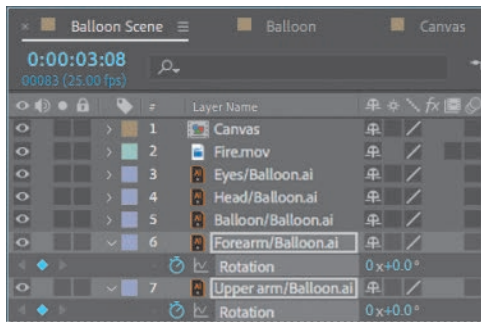 × Balloon Scene ≡ Balloon Canvas
0:00:03:08
00083 (25.00 fps)
# Layer Name fx
1 Canvas
2 Fire.mov
3 Eyes/Balloon.ai
4 Head/Balloon.ai
5 Balloon/Balloon.ai
6 Forearm/Balloon.ai
Rotation 0x+0.0°
7 Upper arm/Balloon.ai
Rotation 0x+0.0°